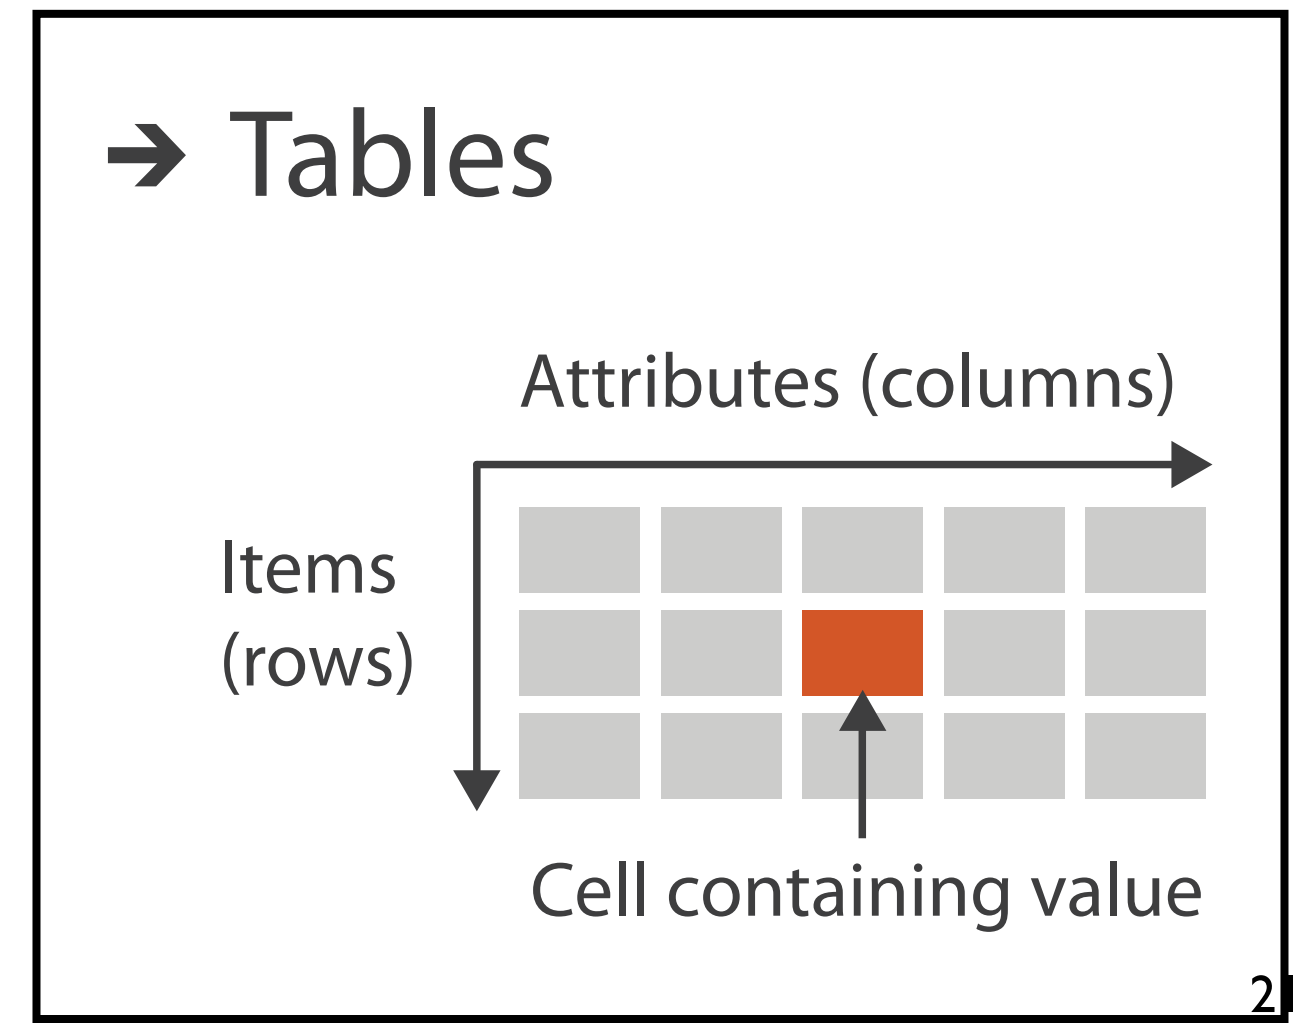 ➔ Tables
Attributes (columns)
Items
(rows)
Cell containing value
2